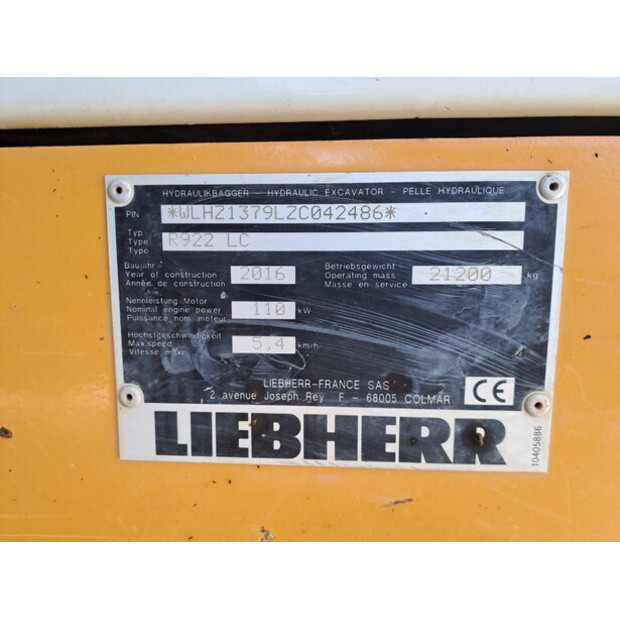 HYDRAULIKBAGGER - HYDRAULIC EXCAVATOR - PELLE HYDRAULIQUE
PIN *WLHZ1379LZC042486*
Typ
Type R922 LC
Type
Baujahr
Year of construction 2016
Année de construction
Betriebsgewicht
Operating mass 21200 kg
Masse en service
Nennleistung Motor
Nominal engine power 110 kW
Puissance nom. moteur
Höchstgeschwindigkeit
Max.speed 5,4 km/h
Vitesse maxi
LIEBHERR-FRANCE SAS
2 avenue Joseph Rey F - 68005 COLMAR
CE
LIEBHERR
10405886